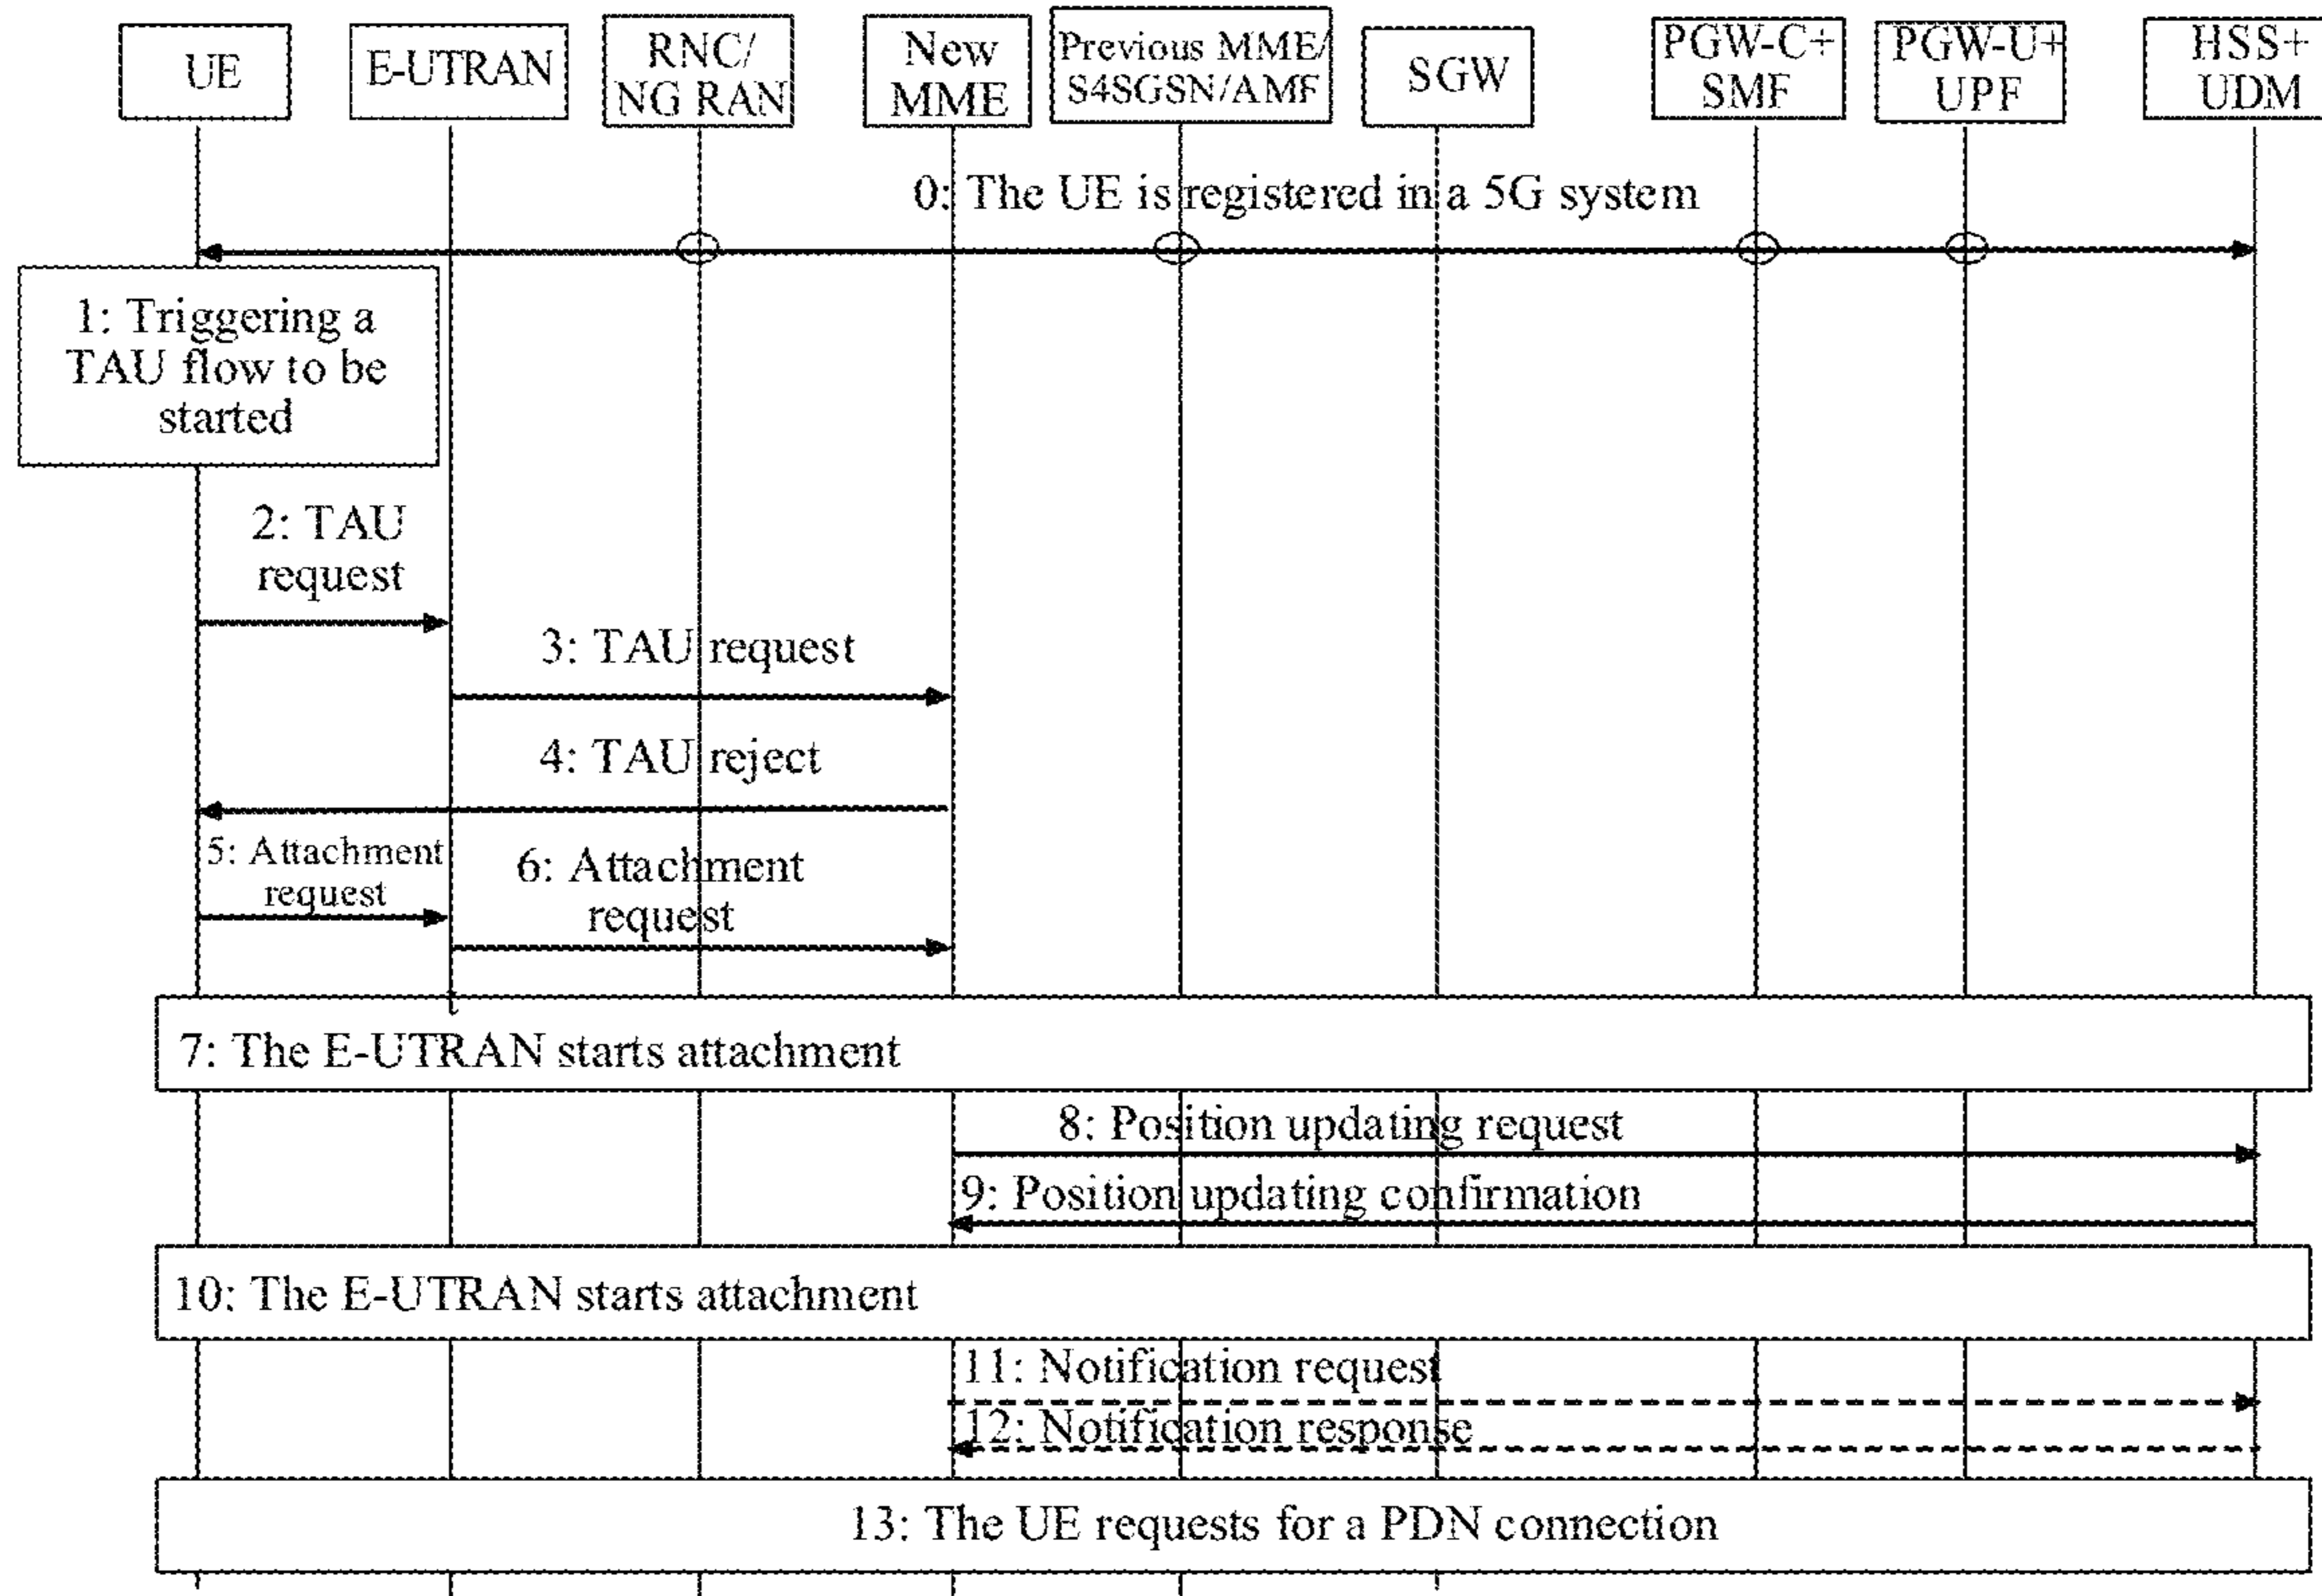 UE
E-UTRAN
RNC/
NG RAN
New
MME
Previous MME/
S4SGSN/AMF
SGW
PGW-C+
SMF
PGW-U+
UPF
HSS+
UDM
0: The UE is registered in a 5G system
1: Triggering a
TAU flow to be
started
2: TAU
request
3: TAU request
4: TAU reject
5: Attachment
request
6: Attachment
request
7: The E-UTRAN starts attachment
8: Position updating request
9: Position updating confirmation
10: The E-UTRAN starts attachment
11: Notification request
12: Notification response
13: The UE requests for a PDN connection